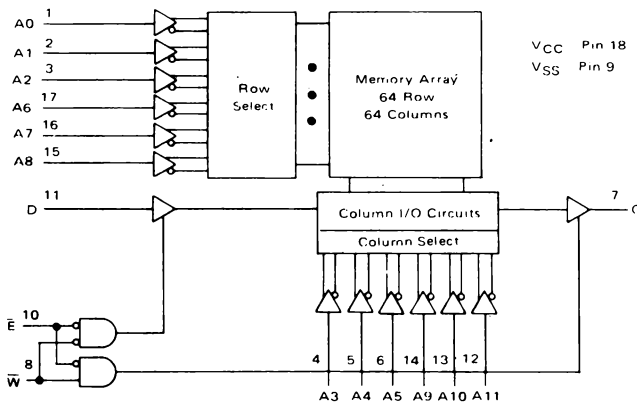 A0 1
A1 2
A2 3
A6 17
A7 16
A8 15
Row
Select
Memory Array
64 Row
64 Columns
VCC Pin 18
VSS Pin 9
D 11
Column I/O Circuits
Column Select
7 Q
E 10
W 8
4 5 6 14 13 12
A3 A4 A5 A9 A10 A11